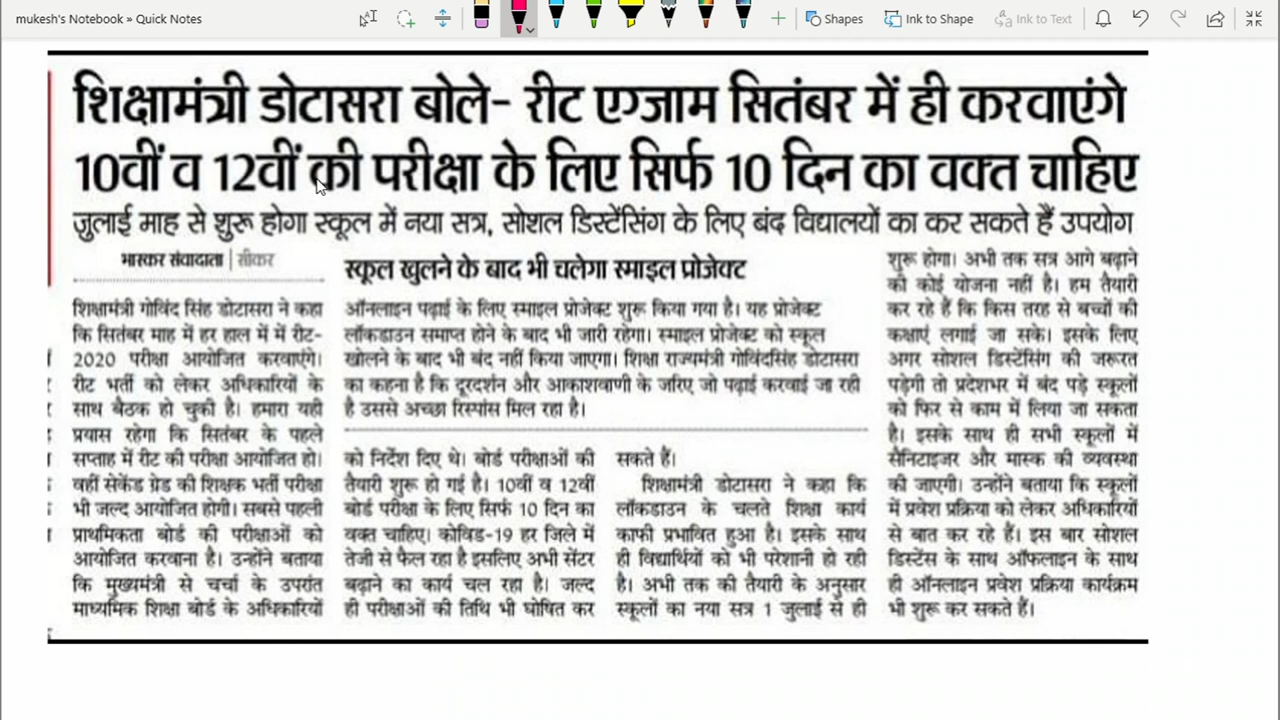 mukesh's Notebook » Quick Notes
Shapes
Ink to Shape
Ink to Text
शिक्षामंत्री डोटासरा बोले- रीट एग्जाम सितंबर में ही करवाएंगे
10वीं व 12वीं की परीक्षा के लिए सिर्फ 10 दिन का वक्त चाहिए
जुलाई माह से शुरू होगा स्कूल में नया सत्र, सोशल डिस्टेंसिंग के लिए बंद विद्यालयों का कर सकते हैं उपयोग
भास्कर संवादाता | सीकर
शिक्षामंत्री गोविंद सिंह डोटासरा ने कहा
कि सितंबर माह में हर हाल में में रीट-
2020 परीक्षा आयोजित करवाएंगे।
रीट भर्ती को लेकर अधिकारियों के
साथ बैठक हो चुकी है। हमारा यही
प्रयास रहेगा कि सितंबर के पहले
सप्ताह में रीट की परीक्षा आयोजित हो।
वहीं सेकेंड ग्रेड की शिक्षक भर्ती परीक्षा
भी जल्द आयोजित होगी। सबसे पहली
प्राथमिकता बोर्ड की परीक्षाओं को
आयोजित करवाना है। उन्होंने बताया
कि मुख्यमंत्री से चर्चा के उपरांत
माध्यमिक शिक्षा बोर्ड के अधिकारियों
स्कूल खुलने के बाद भी चलेगा स्माइल प्रोजेक्ट
ऑनलाइन पढ़ाई के लिए स्माइल प्रोजेक्ट शुरू किया गया है। यह प्रोजेक्ट
लॉकडाउन समाप्त होने के बाद भी जारी रहेगा। स्माइल प्रोजेक्ट को स्कूल
खोलने के बाद भी बंद नहीं किया जाएगा। शिक्षा राज्यमंत्री गोविंदसिंह डोटासरा
का कहना है कि दूरदर्शन और आकाशवाणी के जरिए जो पढ़ाई करवाई जा रही
है उससे अच्छा रिस्पांस मिल रहा है।
को निर्देश दिए थे। बोर्ड परीक्षाओं की
तैयारी शुरू हो गई है। 10वीं व 12वीं
बोर्ड परीक्षा के लिए सिर्फ 10 दिन का
वक्त चाहिए। कोविड-19 हर जिले में
तेजी से फैल रहा है इसलिए अभी सेंटर
बढ़ाने का कार्य चल रहा है। जल्द
ही परीक्षाओं की तिथि भी घोषित कर
सकते हैं।
शिक्षामंत्री डोटासरा ने कहा कि
लॉकडाउन के चलते शिक्षा कार्य
काफी प्रभावित हुआ है। इसके साथ
ही विद्यार्थियों को भी परेशानी हो रही
है। अभी तक की तैयारी के अनुसार
स्कूलों का नया सत्र 1 जुलाई से ही
शुरू होगा। अभी तक सत्र आगे बढ़ाने
की कोई योजना नहीं है। हम तैयारी
कर रहे हैं कि किस तरह से बच्चों की
कक्षाएं लगाई जा सके। इसके लिए
अगर सोशल डिस्टेंसिंग की जरूरत
पड़ेगी तो प्रदेशभर में बंद पड़े स्कूलों
को फिर से काम में लिया जा सकता
है। इसके साथ ही सभी स्कूलों में
सैनिटाइजर और मास्क की व्यवस्था
की जाएगी। उन्होंने बताया कि स्कूलों
में प्रवेश प्रक्रिया को लेकर अधिकारियों
से बात कर रहे हैं। इस बार सोशल
डिस्टेंस के साथ ऑफलाइन के साथ
ही ऑनलाइन प्रवेश प्रक्रिया कार्यक्रम
भी शुरू कर सकते हैं।